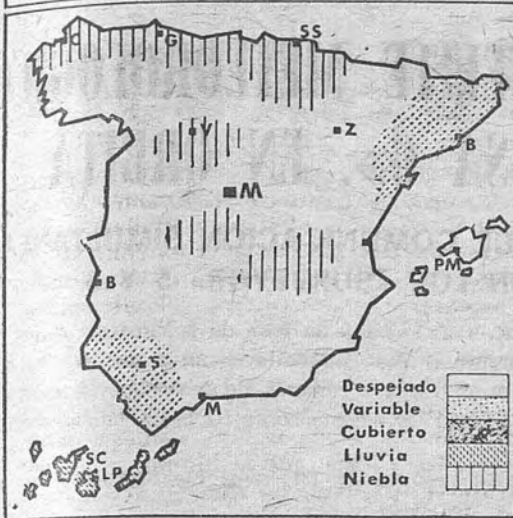 C G SS
V Z B
M
B PM
S
M
SC
LP
Despejado
Variable
Cubierto
Lluvia
Niebla